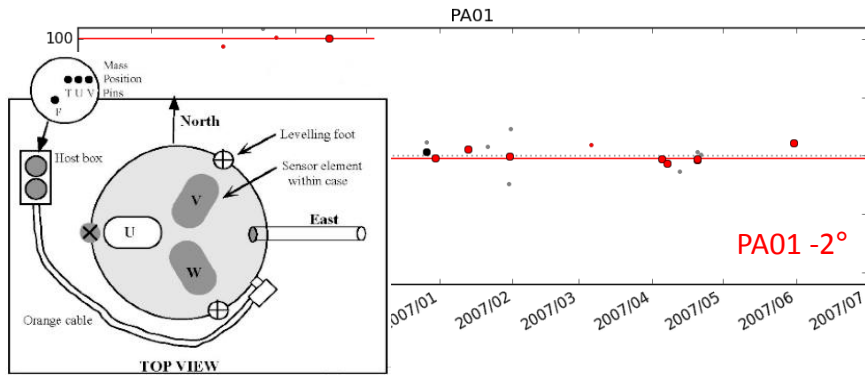 PA01
100
Mass
Position
Pins
T U V
F
North
Levelling foot
Host box
Sensor element
within case
V
U
East
W
Orange cable
TOP VIEW
PA01 -2°
2007/01
2007/02
2007/03
2007/04
2007/05
2007/06
2007/07